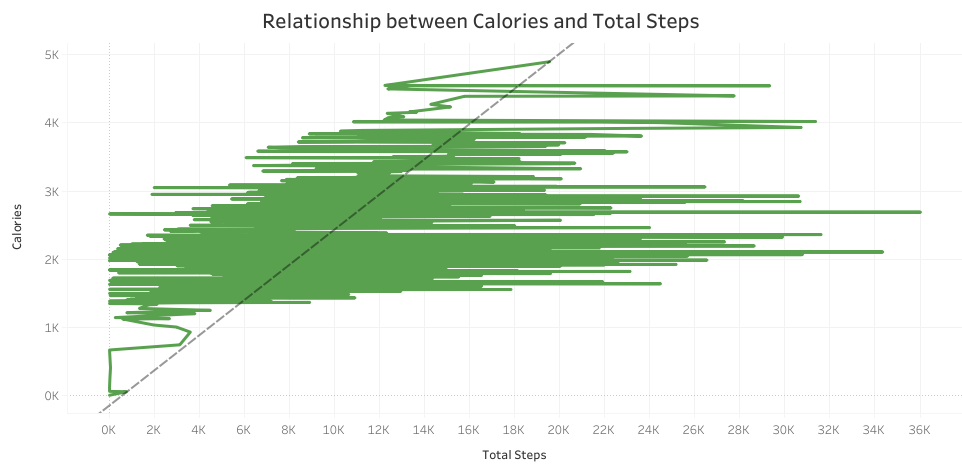 Relationship between Calories and Total Steps
5K
4K
3K
2K
1K
0K
Calories
0K 2K 4K 6K 8K 10K 12K 14K 16K 18K 20K 22K 24K 26K 28K 30K 32K 34K 36K
Total Steps